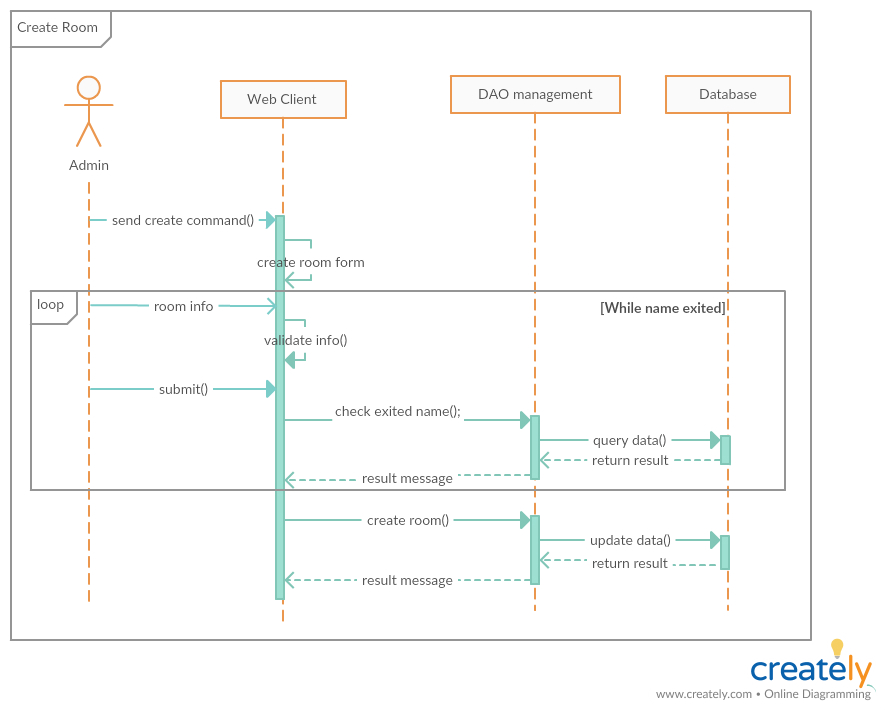 Create Room
Web Client
DAO management
Database
Admin
send create command()
create room form
loop
room info
[While name exited]
validate info()
submit()
check exited name();
query data()
return result
result message
create room()
update data()
return result
result message
creately
www.creately.com • Online Diagramming